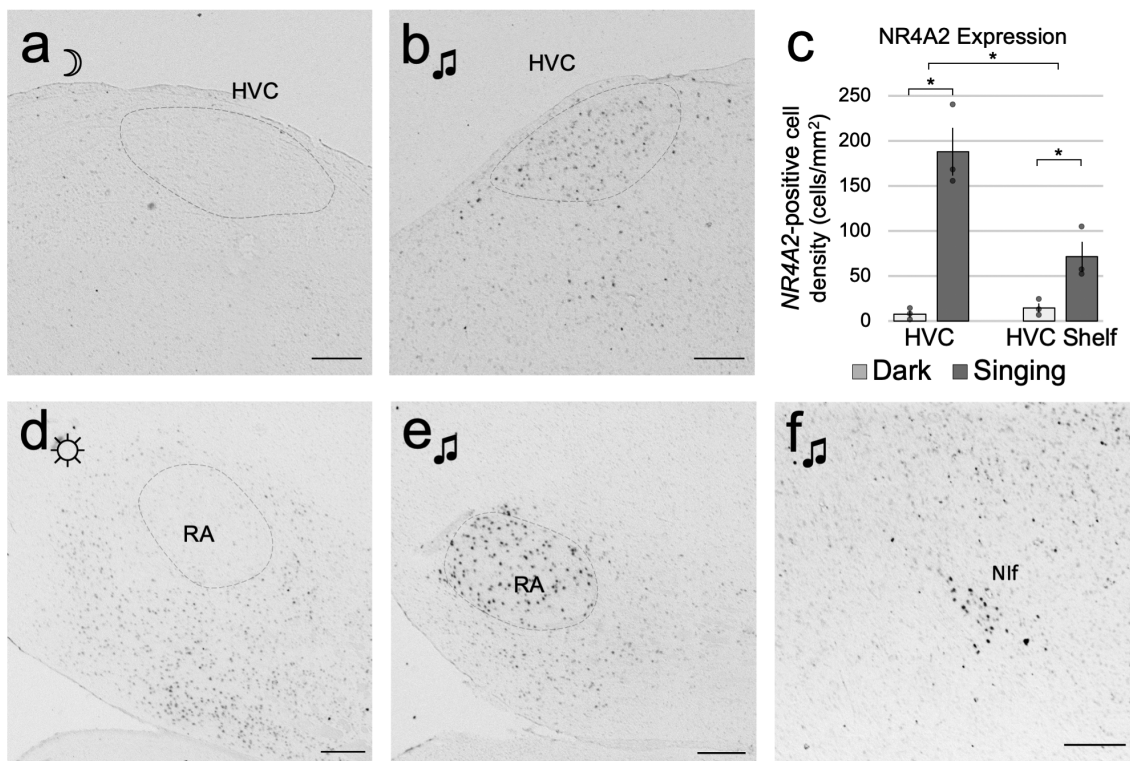 a
HVC
b
HVC
c
NR4A2 Expression
NR4A2-positive cell
density (cells/mm²)
250
200
150
100
50
0
*
*
*
HVC
HVC Shelf
Dark
Singing
d
RA
e
RA
f
NIf